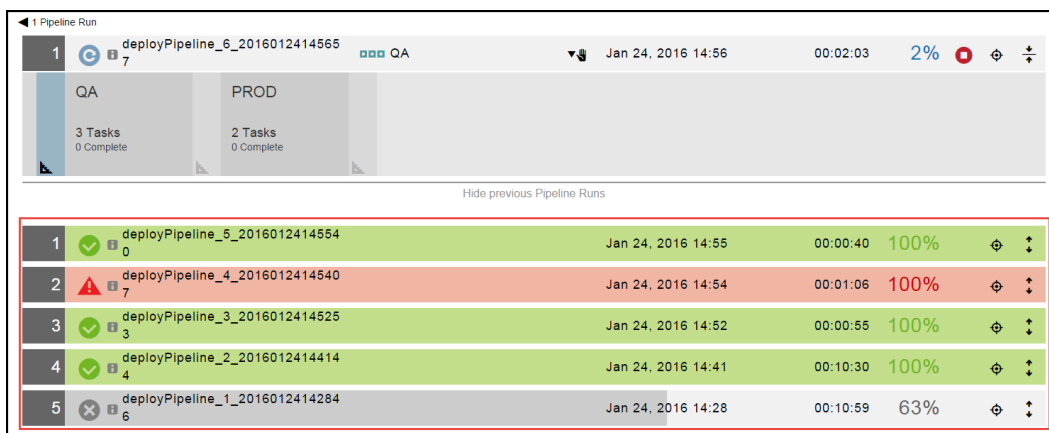 1 Pipeline Run
1 deployPipeline_6_2016012414565 QA Jan 24, 2016 14:56 00:02:03 2%
7
QA PROD
3 Tasks 2 Tasks
0 Complete 0 Complete
Hide previous Pipeline Runs
1 deployPipeline_5_2016012414554 Jan 24, 2016 14:55 00:00:40 100%
0
2 deployPipeline_4_2016012414540 Jan 24, 2016 14:54 00:01:06 100%
7
3 deployPipeline_3_2016012414525 Jan 24, 2016 14:52 00:00:55 100%
3
4 deployPipeline_2_2016012414414 Jan 24, 2016 14:41 00:10:30 100%
4
5 deployPipeline_1_2016012414284 Jan 24, 2016 14:28 00:10:59 63%
6